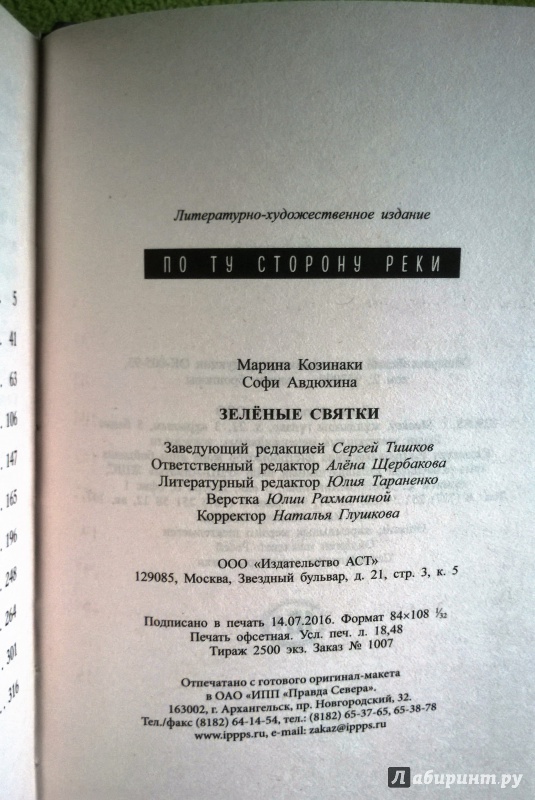 5
41
63
106
147
165
196
248
264
301
316
Литературно-художественное издание
ПО ТУ СТОРОНУ РЕКИ
Марина Козинаки
Софи Авдюхина
ЗЕЛЁНЫЕ СВЯТКИ
Заведующий редакцией Сергей Тишков
Ответственный редактор Алёна Щербакова
Литературный редактор Юлия Тараненко
Верстка Юлии Рахманиной
Корректор Наталья Глушкова
ООО «Издательство АСТ»
129085, Москва, Звездный бульвар, д. 21, стр. 3, к. 5
Подписано в печать 14.07.2016. Формат 84×108 1/32
Печать офсетная. Усл. печ. л. 18,48
Тираж 2500 экз. Заказ № 1007
Отпечатано с готового оригинал-макета
в ОАО «ИПП «Правда Севера».
163002, г. Архангельск, пр. Новгородский, 32.
Тел./факс (8182) 64-14-54, тел.: (8182) 65-37-65, 65-38-78
www.ippps.ru, e-mail: zakaz@ippps.ru
Лабиринт.ру